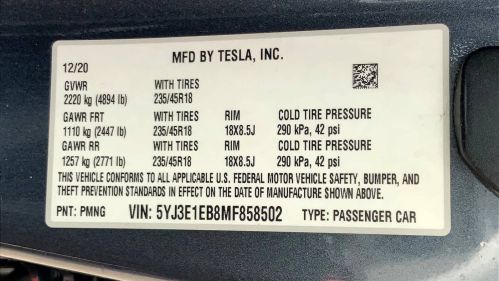 MFD BY TESLA, INC.
12/20
GVWR WITH TIRES
2220 kg (4894 lb) 235/45R18
GAWR FRT WITH TIRES RIM COLD TIRE PRESSURE
1110 kg (2447 lb) 235/45R18 18X8.5J 290 kPa, 42 psi
GAWR RR WITH TIRES RIM COLD TIRE PRESSURE
1257 kg (2771 lb) 235/45R18 18X8.5J 290 kPa, 42 psi
THIS VEHICLE CONFORMS TO ALL APPLICABLE U.S. FEDERAL MOTOR VEHICLE SAFETY, BUMPER, AND
THEFT PREVENTION STANDARDS IN EFFECT ON THE DATE OF MANUFACTURE SHOWN ABOVE.
PNT: PMNG VIN: 5YJ3E1EB8MF858502 TYPE: PASSENGER CAR